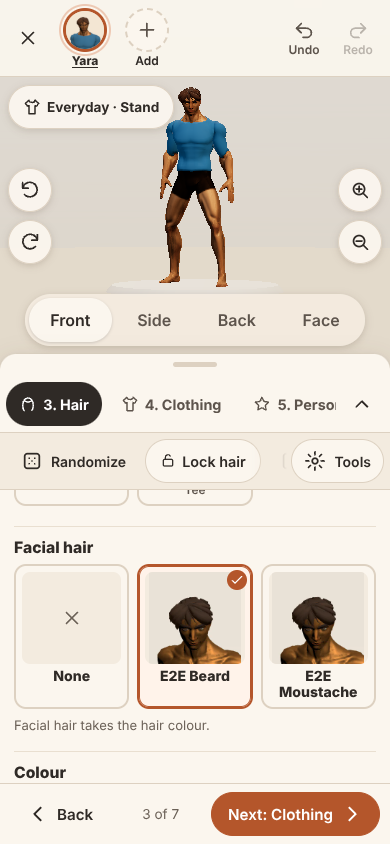 Yara
Add
Undo
Redo
Everyday · Stand
Front
Side
Back
Face
3. Hair
4. Clothing
5. Perso
Randomize
Lock hair
Tools
Tee
Facial hair
None
E2E Beard
E2E
Moustache
Facial hair takes the hair colour.
Colour
Back
3 of 7
Next: Clothing